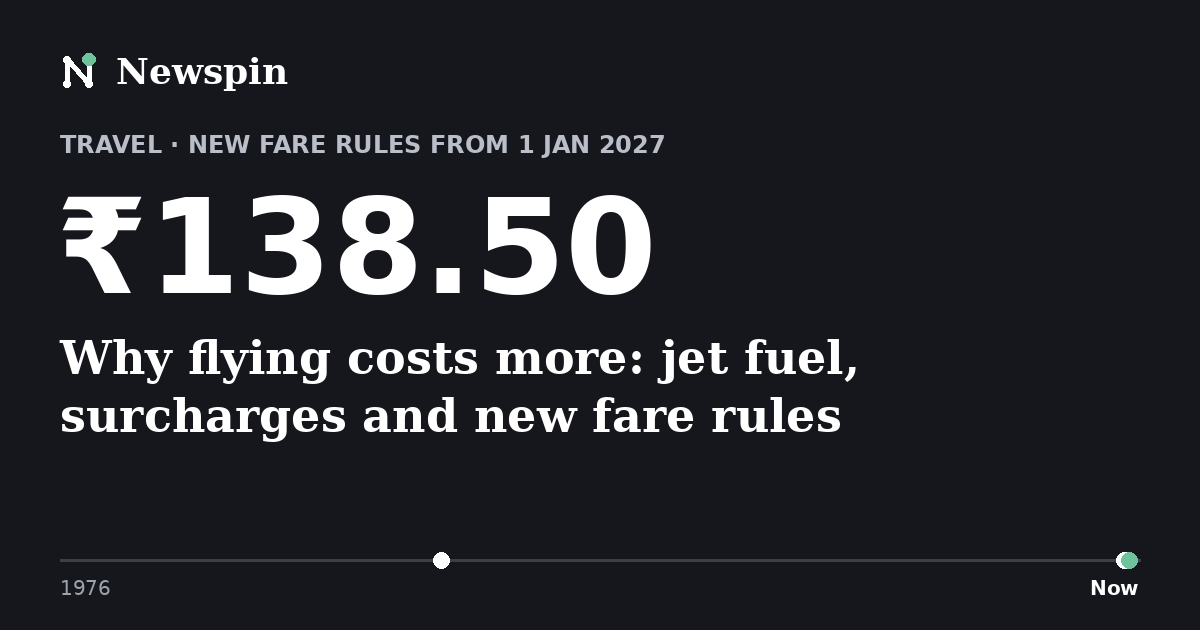 Newspin
TRAVEL · NEW FARE RULES FROM 1 JAN 2027
₹138.50
Why flying costs more: jet fuel,
surcharges and new fare rules
1976
Now